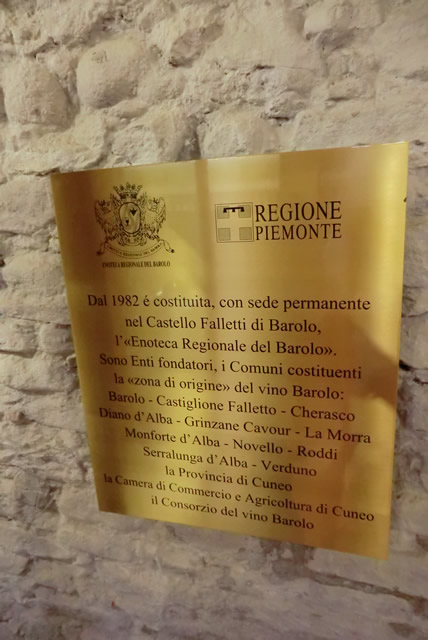 ENOTECA REGIONALE DEL BAROLO
REGIONE
PIEMONTE
Dal 1982 é costituita, con sede permanente
nel Castello Falletti di Barolo,
l'«Enoteca Regionale del Barolo».
Sono Enti fondatori, i Comuni costituenti
la «zona di origine» del vino Barolo:
Barolo - Castiglione Falletto - Cherasco
Diano d'Alba - Grinzane Cavour - La Morra
Monforte d'Alba - Novello - Roddi
Serralunga d'Alba - Verduno
la Provincia di Cuneo
la Camera di Commercio e Agricoltura di Cuneo
il Consorzio del vino Barolo